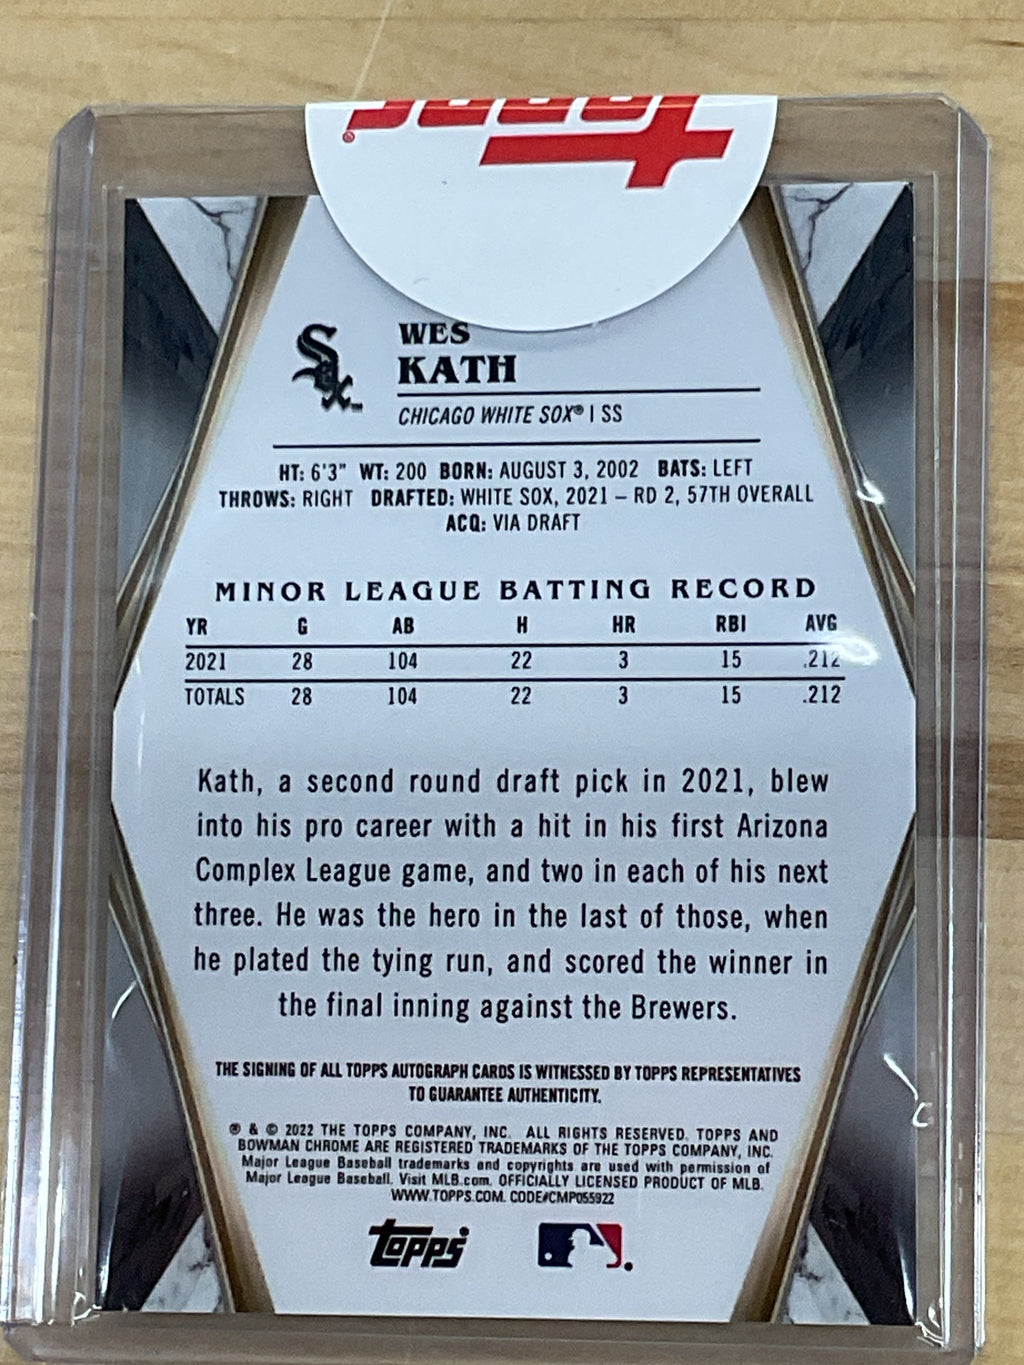 Topps®
Sox™
WES
KATH
CHICAGO WHITE SOX® | SS
HT: 6'3" WT: 200 BORN: AUGUST 3, 2002 BATS: LEFT
THROWS: RIGHT DRAFTED: WHITE SOX, 2021 – RD 2, 57TH OVERALL
ACQ: VIA DRAFT
MINOR LEAGUE BATTING RECORD
YR G AB H HR RBI AVG
2021 28 104 22 3 15 .212
TOTALS 28 104 22 3 15 .212
Kath, a second round draft pick in 2021, blew
into his pro career with a hit in his first Arizona
Complex League game, and two in each of his next
three. He was the hero in the last of those, when
he plated the tying run, and scored the winner in
the final inning against the Brewers.
THE SIGNING OF ALL TOPPS AUTOGRAPH CARDS IS WITNESSED BY TOPPS REPRESENTATIVES
TO GUARANTEE AUTHENTICITY.
® & © 2022 THE TOPPS COMPANY, INC. ALL RIGHTS RESERVED. TOPPS AND
BOWMAN CHROME ARE REGISTERED TRADEMARKS OF THE TOPPS COMPANY, INC.
Major League Baseball trademarks and copyrights are used with permission of
Major League Baseball. Visit MLB.com. OFFICIALLY LICENSED PRODUCT OF MLB.
WWW.TOPPS.COM. CODE#CMP055922
Topps